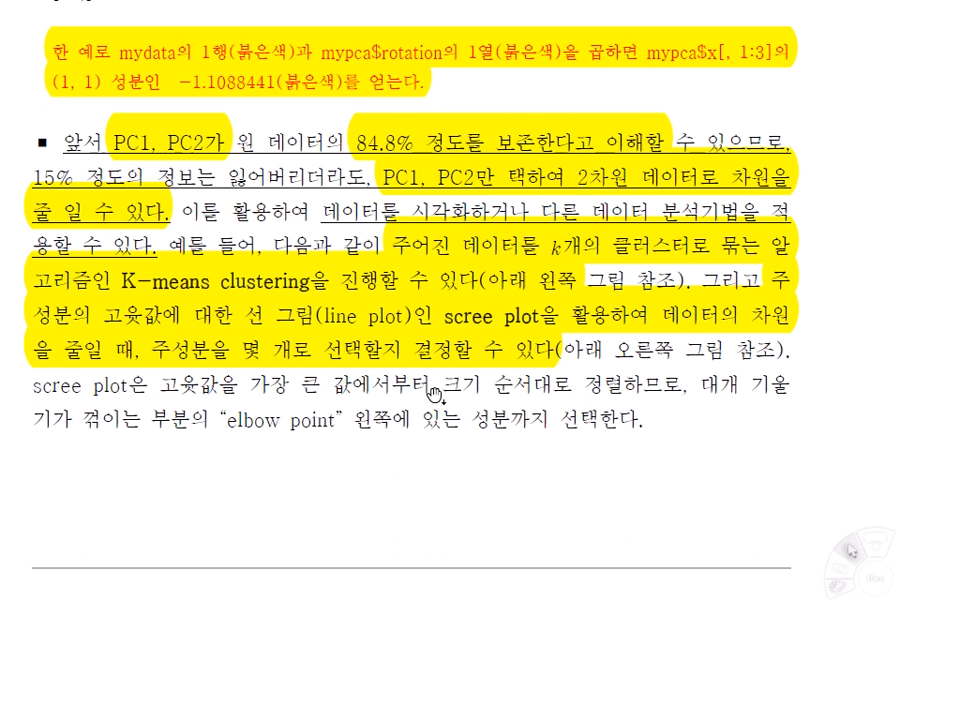 한 예로 mydata의 1행(붉은색)과 mypca$rotation의 1열(붉은색)을 곱하면 mypca$x[, 1:3]의
(1, 1) 성분인 -1.1088441(붉은색)를 얻는다.
■ 앞서 PC1, PC2가 원 데이터의 84.8% 정도를 보존한다고 이해할 수 있으므로,
15% 정도의 정보는 잃어버리더라도, PC1, PC2만 택하여 2차원 데이터로 차원을
줄 일 수 있다. 이를 활용하여 데이터를 시각화하거나 다른 데이터 분석기법을 적
용할 수 있다. 예를 들어, 다음과 같이 주어진 데이터를 k개의 클러스터로 묶는 알
고리즘인 K-means clustering을 진행할 수 있다(아래 왼쪽 그림 참조). 그리고 주
성분의 고윳값에 대한 선 그림(line plot)인 scree plot을 활용하여 데이터의 차원
을 줄일 때, 주성분을 몇 개로 선택할지 결정할 수 있다(아래 오른쪽 그림 참조).
scree plot은 고윳값을 가장 큰 값에서부터 크기 순서대로 정렬하므로, 대개 기울
기가 꺾이는 부분의 “elbow point” 왼쪽에 있는 성분까지 선택한다.